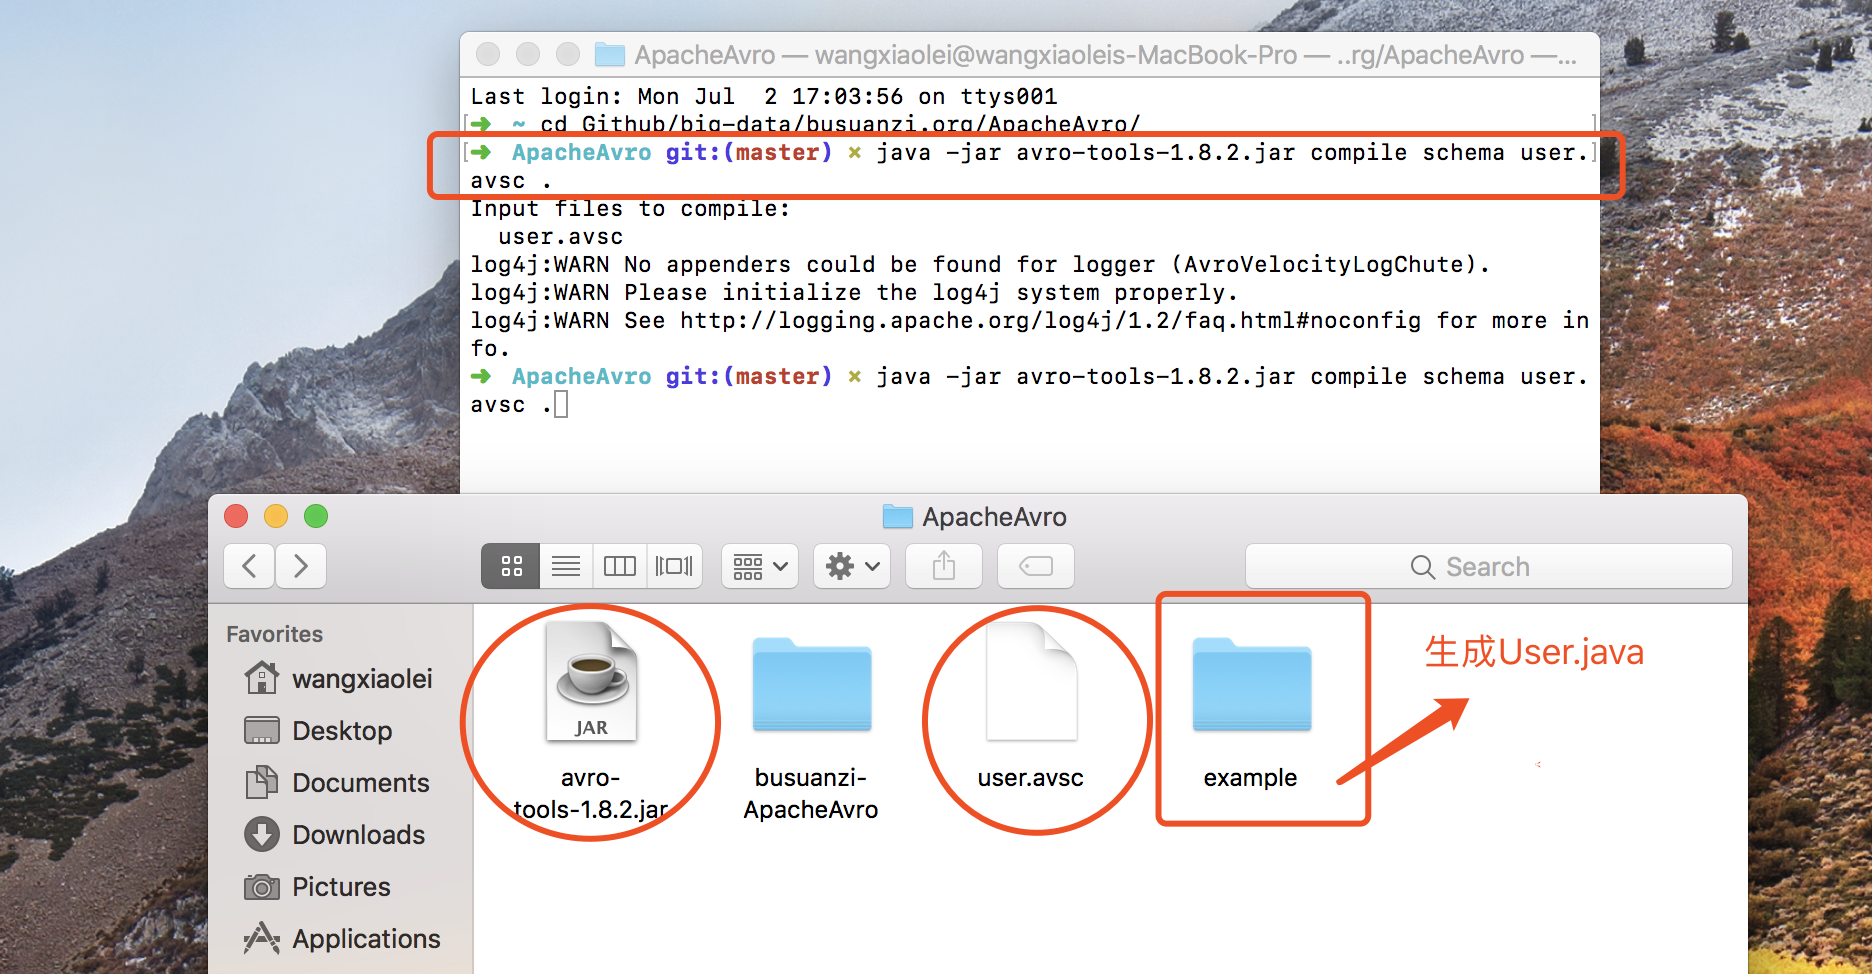 ApacheAvro — wangxiaolei@wangxiaoleis-MacBook-Pro — ..rg/ApacheAvro —...
Last login: Mon Jul  2 17:03:56 on ttys001
[➜  ~ cd Github/big-data/busuanzi.org/ApacheAvro/ ]
[➜  ApacheAvro git:(master) × java -jar avro-tools-1.8.2.jar compile schema user.]
avsc .
Input files to compile:
  user.avsc
log4j:WARN No appenders could be found for logger (AvroVelocityLogChute).
log4j:WARN Please initialize the log4j system properly.
log4j:WARN See http://logging.apache.org/log4j/1.2/faq.html#noconfig for more in
fo.
➜  ApacheAvro git:(master) × java -jar avro-tools-1.8.2.jar compile schema user.
avsc .
ApacheAvro
Search
Favorites
wangxiaolei
Desktop
Documents
Downloads
Pictures
Applications
JAR
avro-
tools-1.8.2.jar
busuanzi-
ApacheAvro
user.avsc
example
生成User.java